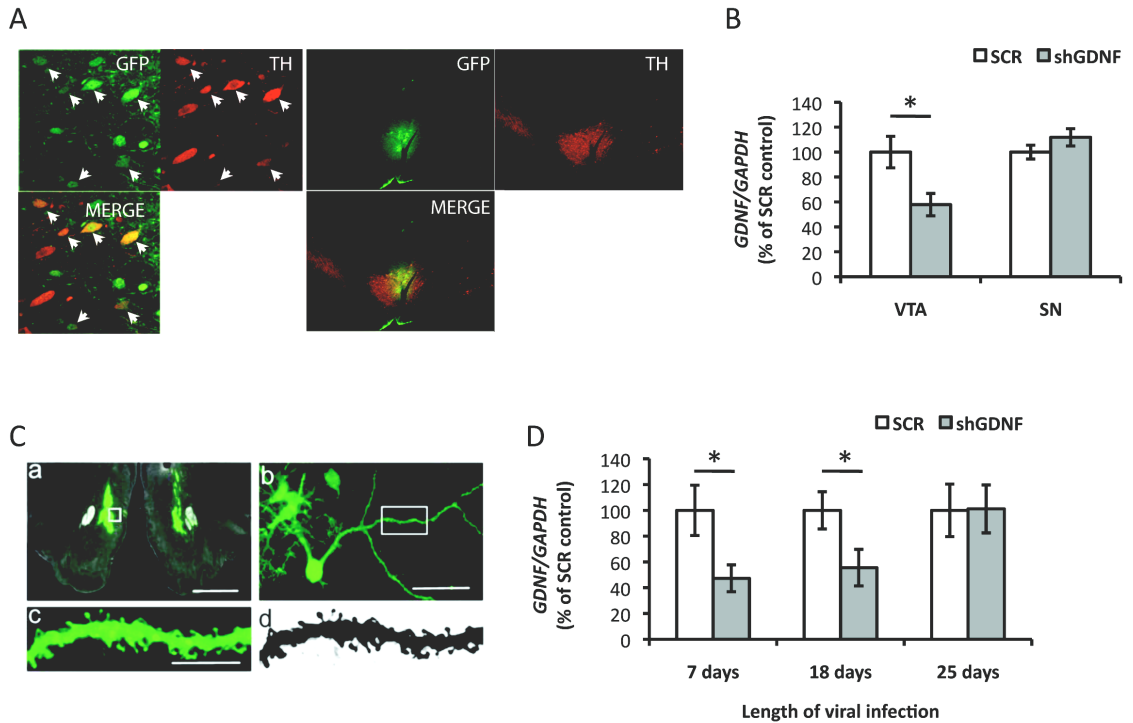 A
GFP
TH
MERGE
GFP
TH
MERGE
B
SCR shGDNF
GDNF/GAPDH
(% of SCR control)
140
120
100
80
60
40
20
0
*
VTA
SN
C
a
b
c
d
D
SCR shGDNF
GDNF/GAPDH
(% of SCR control)
140
120
100
80
60
40
20
0
*
*
7 days
18 days
25 days
Length of viral infection